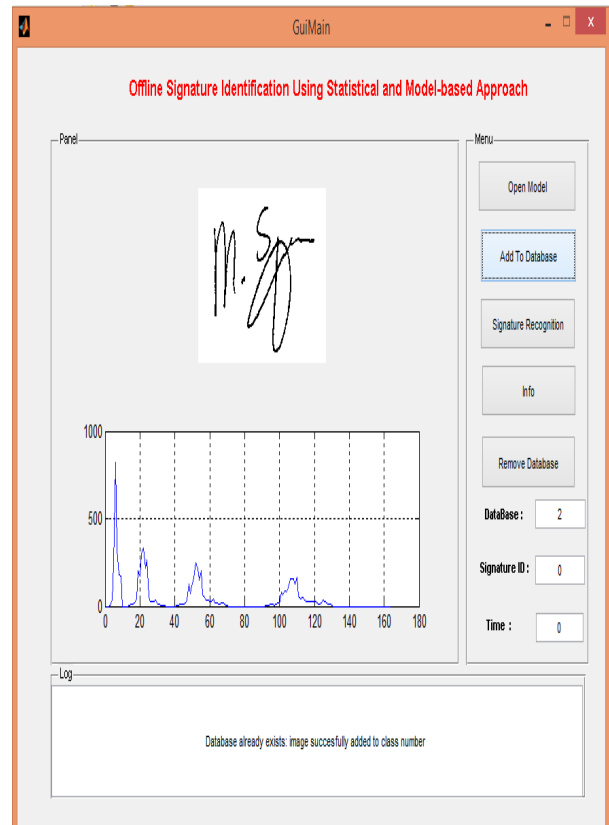 GuiMain
Offline Signature Identification Using Statistical and Model-based Approach
Panel
M. Sg
1000
500
0
0 20 40 60 80 100 120 140 160 180
Menu
Open Model
Add To Database
Signature Recognition
Info
Remove Database
DataBase : 2
Signature ID : 0
Time : 0
Log
Database already exists: image succesfully added to class number